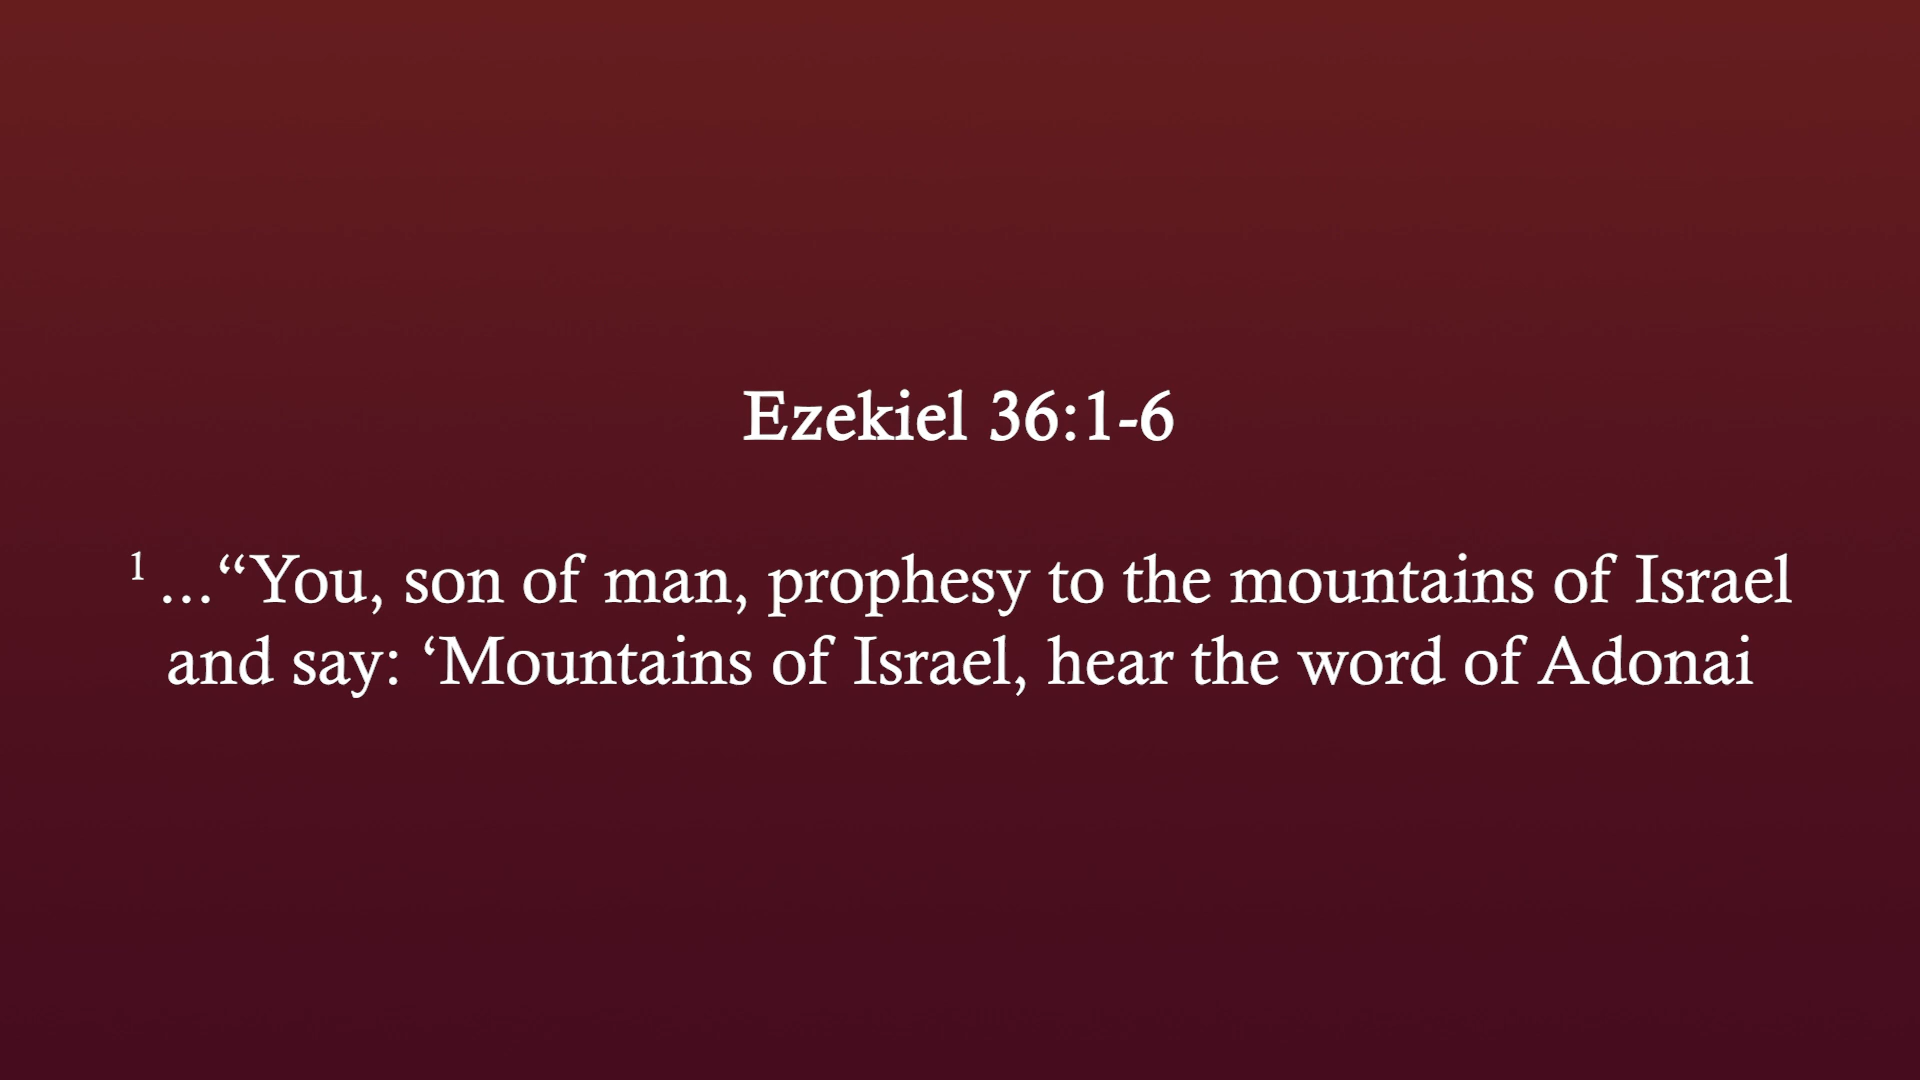 Ezekiel 36:1-6
1 ...“You, son of man, prophesy to the mountains of Israel
and say: ‘Mountains of Israel, hear the word of Adonai